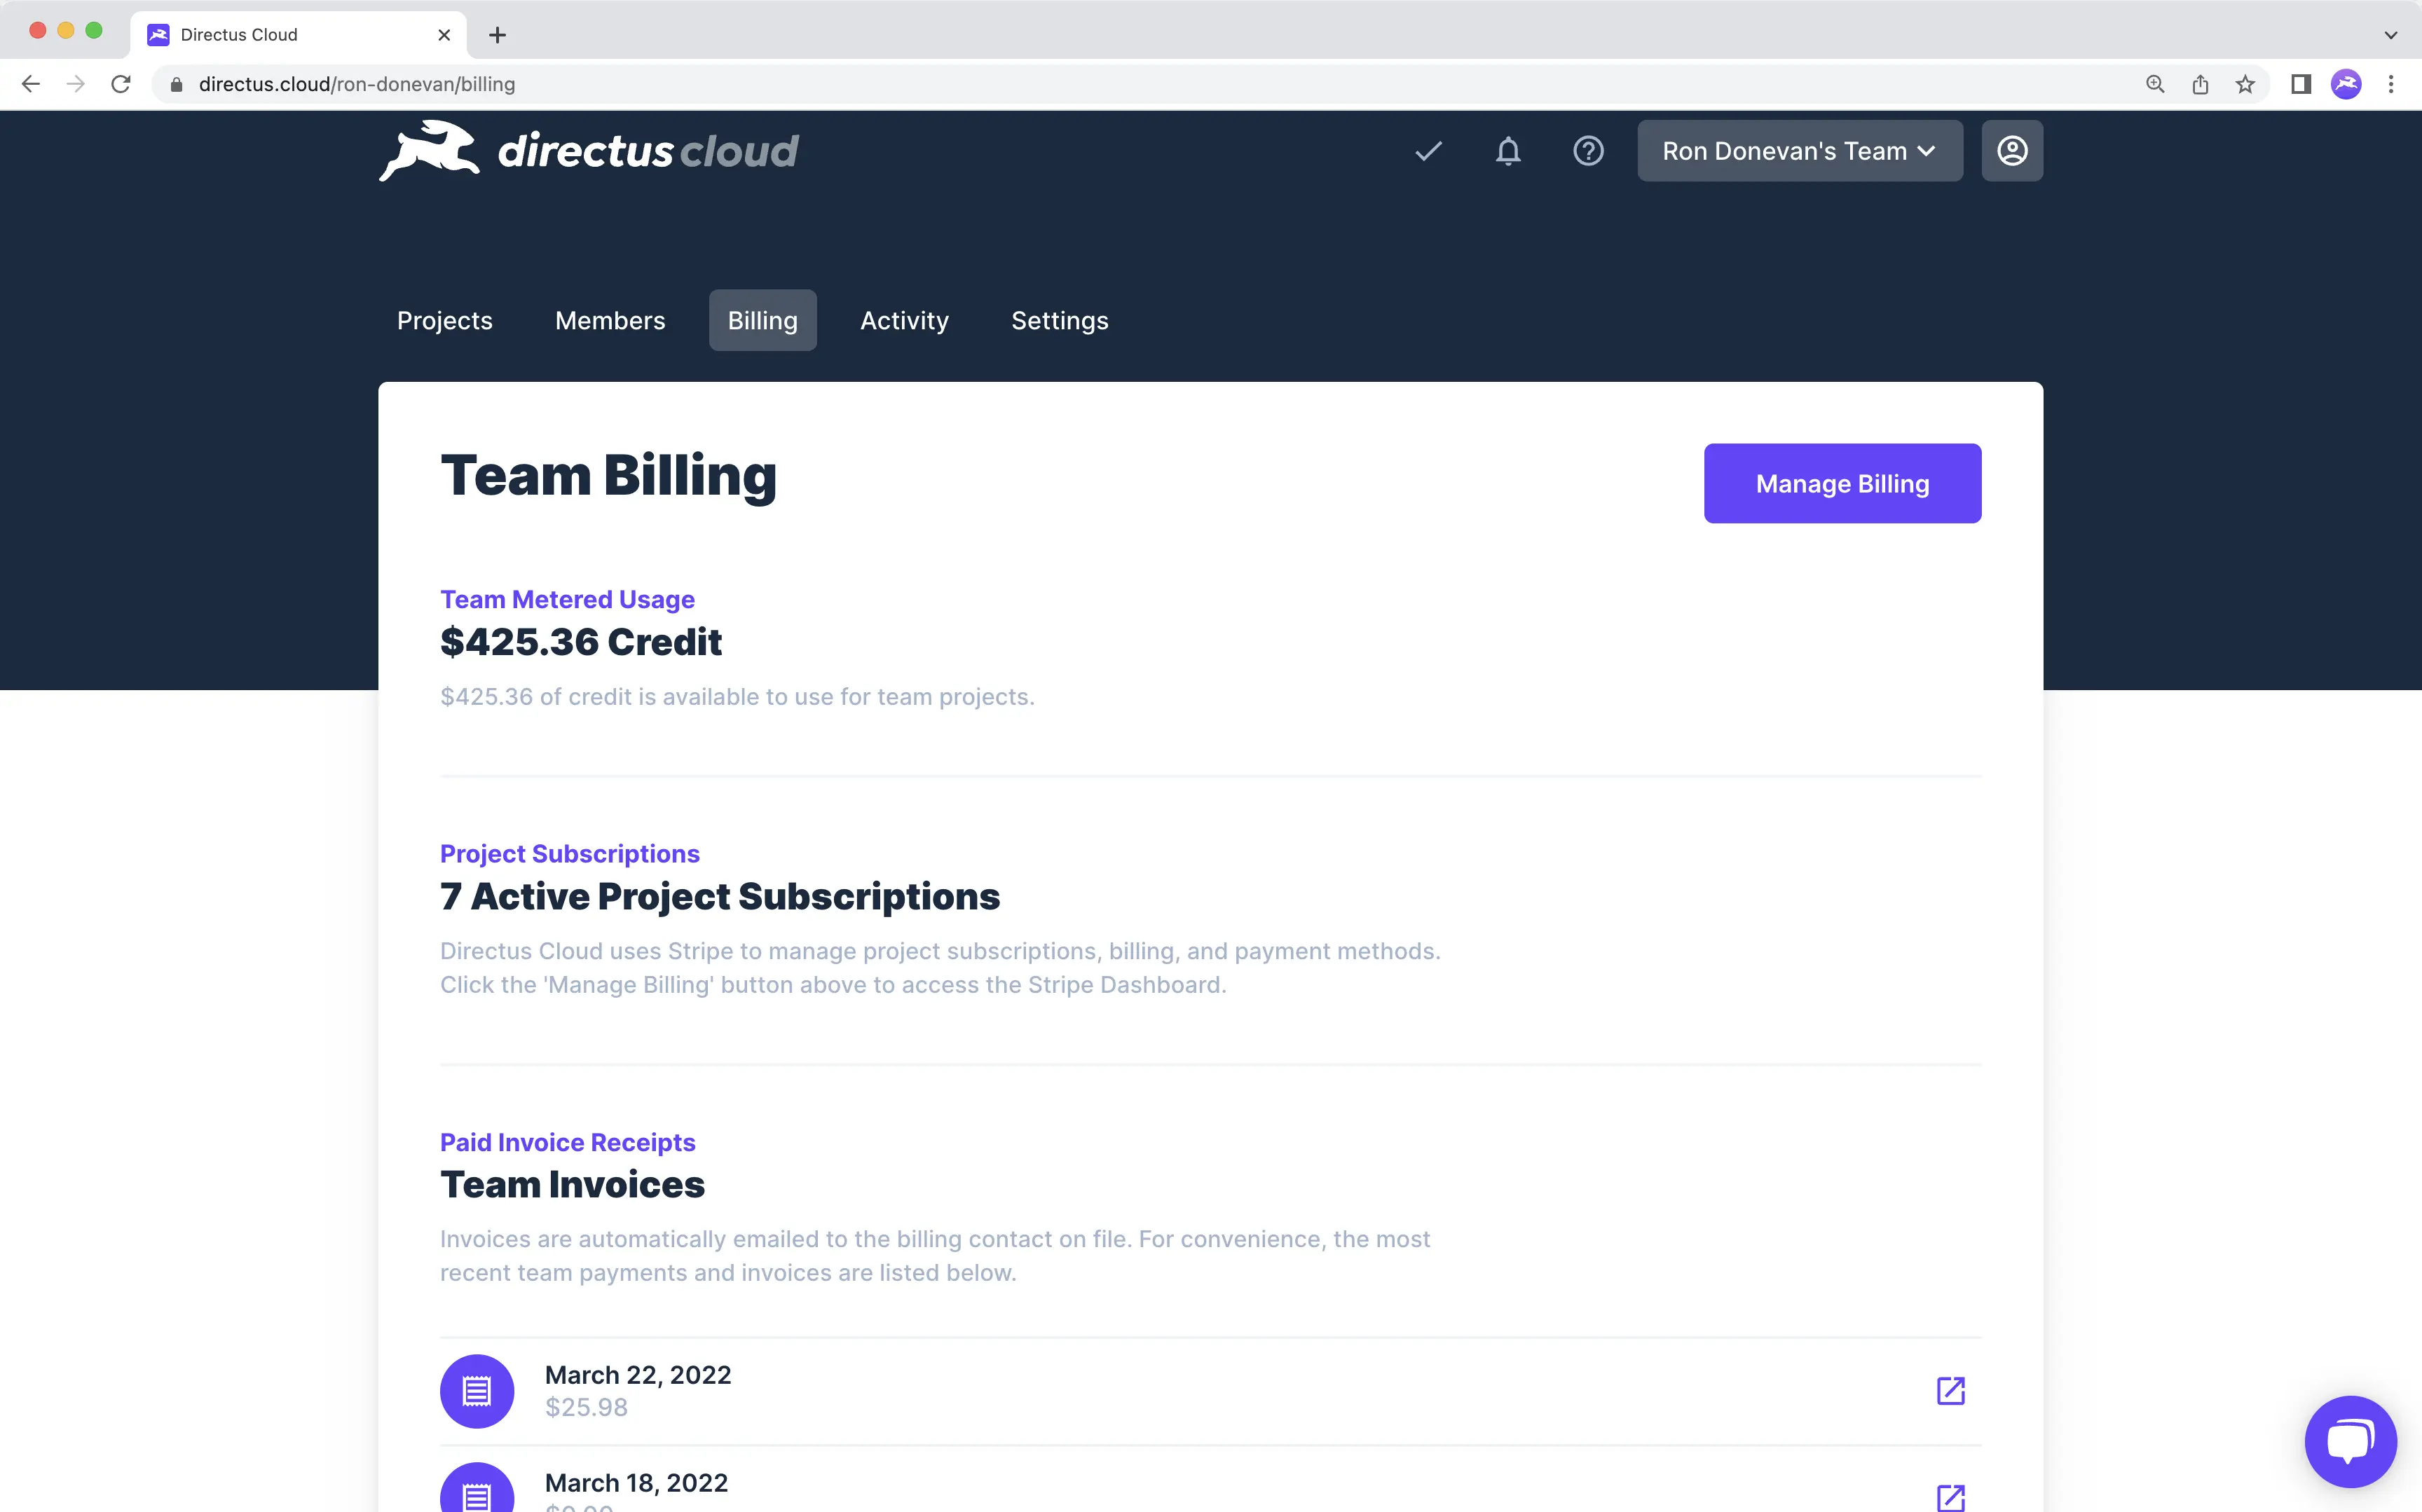 Directus Cloud
directus.cloud/ron-donevan/billing
directus cloud
Ron Donevan's Team
Projects
Members
Billing
Activity
Settings
Team Billing
Manage Billing
Team Metered Usage
$425.36 Credit
$425.36 of credit is available to use for team projects.
Project Subscriptions
7 Active Project Subscriptions
Directus Cloud uses Stripe to manage project subscriptions, billing, and payment methods.
Click the 'Manage Billing' button above to access the Stripe Dashboard.
Paid Invoice Receipts
Team Invoices
Invoices are automatically emailed to the billing contact on file. For convenience, the most
recent team payments and invoices are listed below.
March 22, 2022
$25.98
March 18, 2022